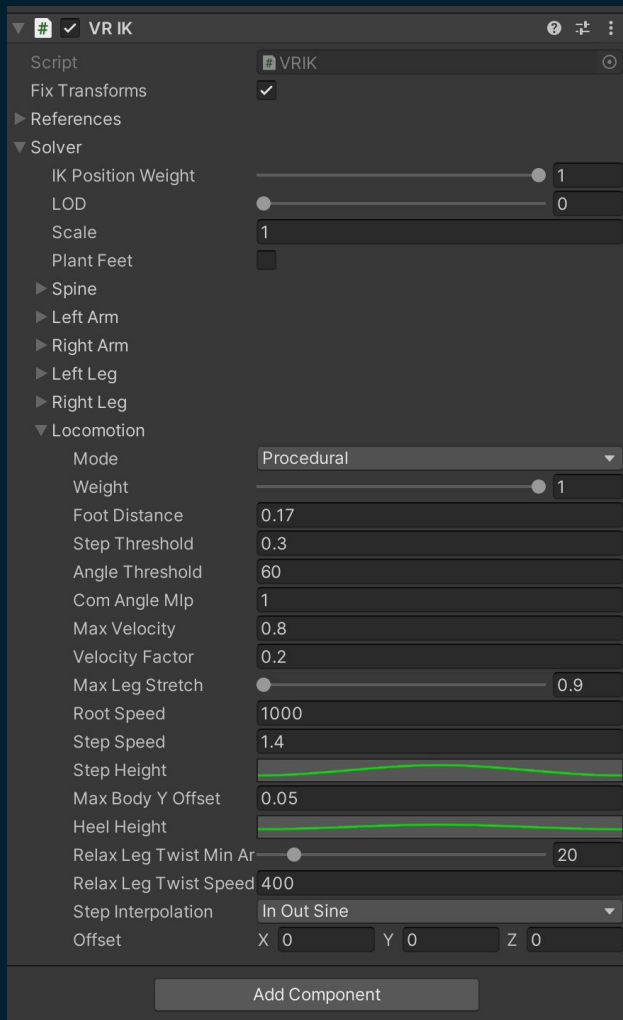 # VR IK
Script # VRIK
Fix Transforms
References
Solver
IK Position Weight 1
LOD 0
Scale 1
Plant Feet
Spine
Left Arm
Right Arm
Left Leg
Right Leg
Locomotion
Mode Procedural
Weight 1
Foot Distance 0.17
Step Threshold 0.3
Angle Threshold 60
Com Angle Mlp 1
Max Velocity 0.8
Velocity Factor 0.2
Max Leg Stretch 0.9
Root Speed 1000
Step Speed 1.4
Step Height
Max Body Y Offset 0.05
Heel Height
Relax Leg Twist Min Ar 20
Relax Leg Twist Speed 400
Step Interpolation In Out Sine
Offset X 0 Y 0 Z 0
Add Component